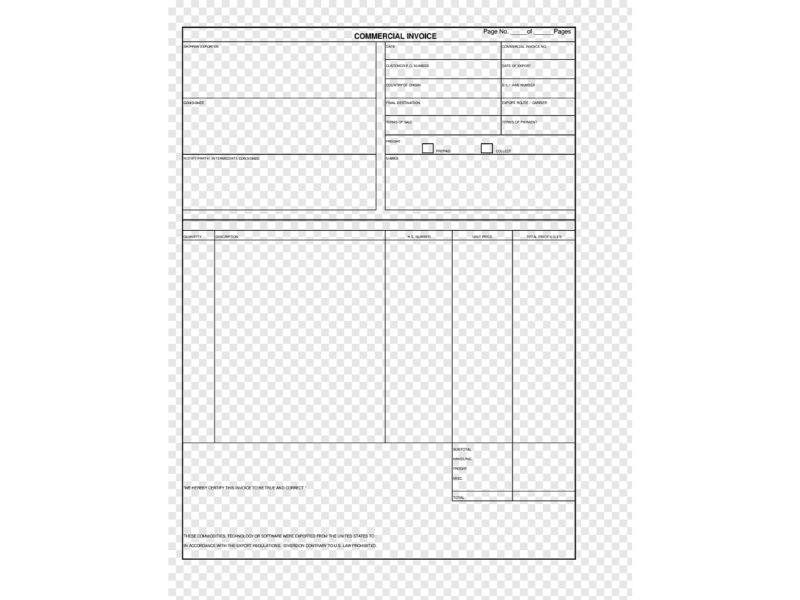 COMMERCIAL INVOICE
Page No. _____of _____Pages
SHIPPER/EXPORTER
DATE
COMMERCIAL INVOICE NO.
CUSTOMER P.O. NUMBER
DATE OF EXPORT
COUNTRY OF ORIGIN
B/L / AWB NUMBER
CONSIGNEE
FINAL DESTINATION
EXPORT ROUTE - CARRIER
TERMS OF SALE
TERMS OF PAYMENT
FREIGHT
PREPAID
COLLECT
NOTIFY PARTY/ INTERMEDIATE CONSIGNEE
MARKS
QUANTITY
DESCRIPTION
H.S. NUMBER
UNIT PRICE
TOTAL PRICE (U.S.$)
SUBTOTAL
HANDLING
FREIGHT
MISC.
"WE HEREBY CERTIFY THIS INVOICE TO BE TRUE AND CORRECT."
TOTAL
THESE COMMODITIES, TECHNOLOGY OR SOFTWARE WERE EXPORTED FROM THE UNITED STATES TO
IN ACCORDANCE WITH THE EXPORT REGULATIONS. DIVERSION CONTRARY TO U.S. LAW PROHIBITED.